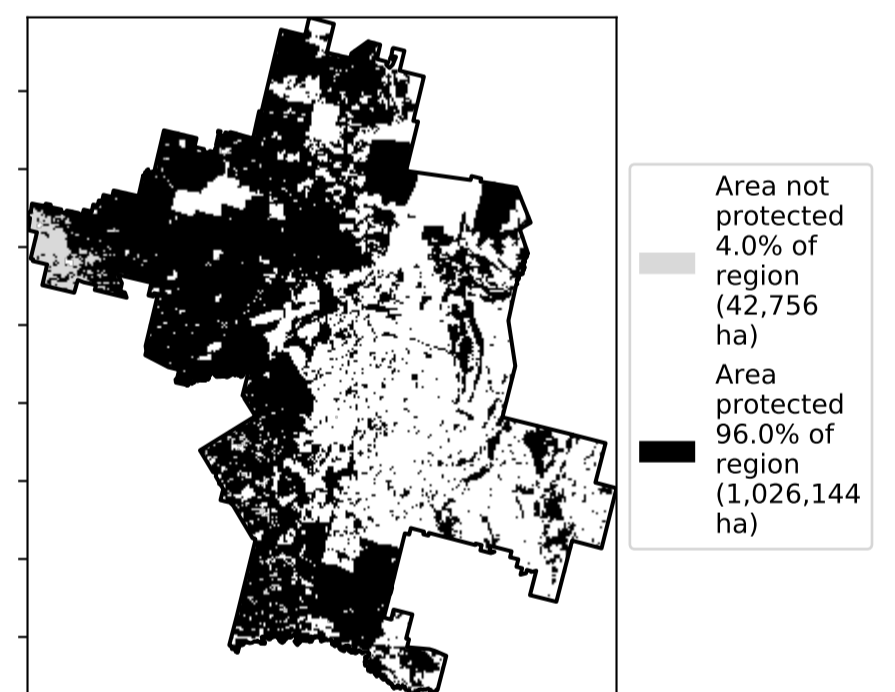 Area not
protected
4.0% of
region
(42,756
ha)
Area
protected
96.0% of
region
(1,026,144
ha)